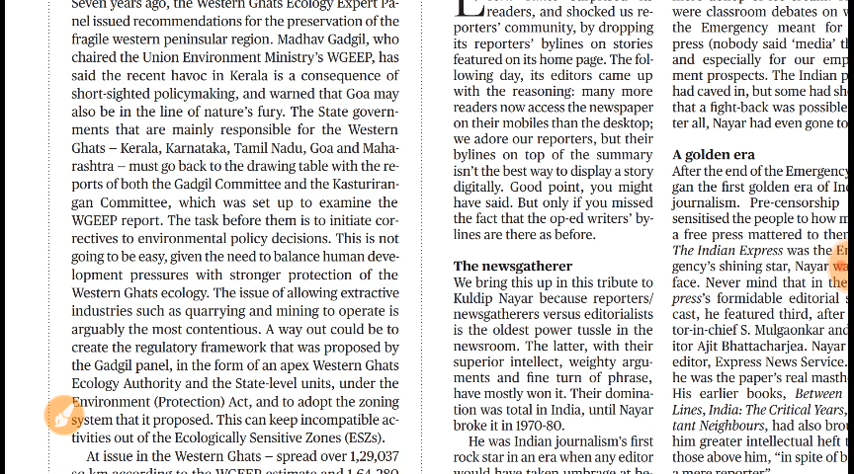 Seven years ago, the Western Ghats Ecology Expert Pa-
nel issued recommendations for the preservation of the
fragile western peninsular region. Madhav Gadgil, who
chaired the Union Environment Ministry's WGEEP, has
said the recent havoc in Kerala is a consequence of
short-sighted policymaking, and warned that Goa may
also be in the line of nature's fury. The State govern-
ments that are mainly responsible for the Western
Ghats – Kerala, Karnataka, Tamil Nadu, Goa and Maha-
rashtra – must go back to the drawing table with the re-
ports of both the Gadgil Committee and the Kasturiran-
gan Committee, which was set up to examine the
WGEEP report. The task before them is to initiate cor-
rectives to environmental policy decisions. This is not
going to be easy, given the need to balance human deve-
lopment pressures with stronger protection of the
Western Ghats ecology. The issue of allowing extractive
industries such as quarrying and mining to operate is
arguably the most contentious. A way out could be to
create the regulatory framework that was proposed by
the Gadgil panel, in the form of an apex Western Ghats
Ecology Authority and the State-level units, under the
Environment (Protection) Act, and to adopt the zoning
system that it proposed. This can keep incompatible ac-
tivities out of the Ecologically Sensitive Zones (ESZs).
At issue in the Western Ghats – spread over 1,29,037
sq km according to the WGEEP estimate and 1,64,280
readers, and shocked us re-
porters' community, by dropping
its reporters' bylines on stories
featured on its home page. The fol-
lowing day, its editors came up
with the reasoning: many more
readers now access the newspaper
on their mobiles than the desktop;
we adore our reporters, but their
bylines on top of the summary
isn't the best way to display a story
digitally. Good point, you might
have said. But only if you missed
the fact that the op-ed writers' by-
lines are there as before.
The newsgatherer
We bring this up in this tribute to
Kuldip Nayar because reporters/
newsgatherers versus editorialists
is the oldest power tussle in the
newsroom. The latter, with their
superior intellect, weighty argu-
ments and fine turn of phrase,
have mostly won it. Their domina-
tion was total in India, until Nayar
broke it in 1970-80.
He was Indian journalism's first
rock star in an era when any editor
would have taken umbrage at be-
were classroom debates on
the Emergency meant for
press (nobody said 'media'
and especially for our emp
ment prospects. The Indian p
had caved in, but some had sh
that a fight-back was possible
ter all, Nayar had even gone to
A golden era
After the end of the Emergency
gan the first golden era of In
journalism. Pre-censorship
sensitised the people to how m
a free press mattered to the
The Indian Express was the E
gency's shining star, Nayar wa
face. Never mind that in the
press's formidable editorial
cast, he featured third, after
tor-in-chief S. Mulgaonkar and
itor Ajit Bhattacharjea. Nayar
editor, Express News Service.
he was the paper's real masth
His earlier books, Between
Lines, India: The Critical Years,
tant Neighbours, had also bro
him greater intellectual heft
those above him, "in spite of b
a mere reporter"